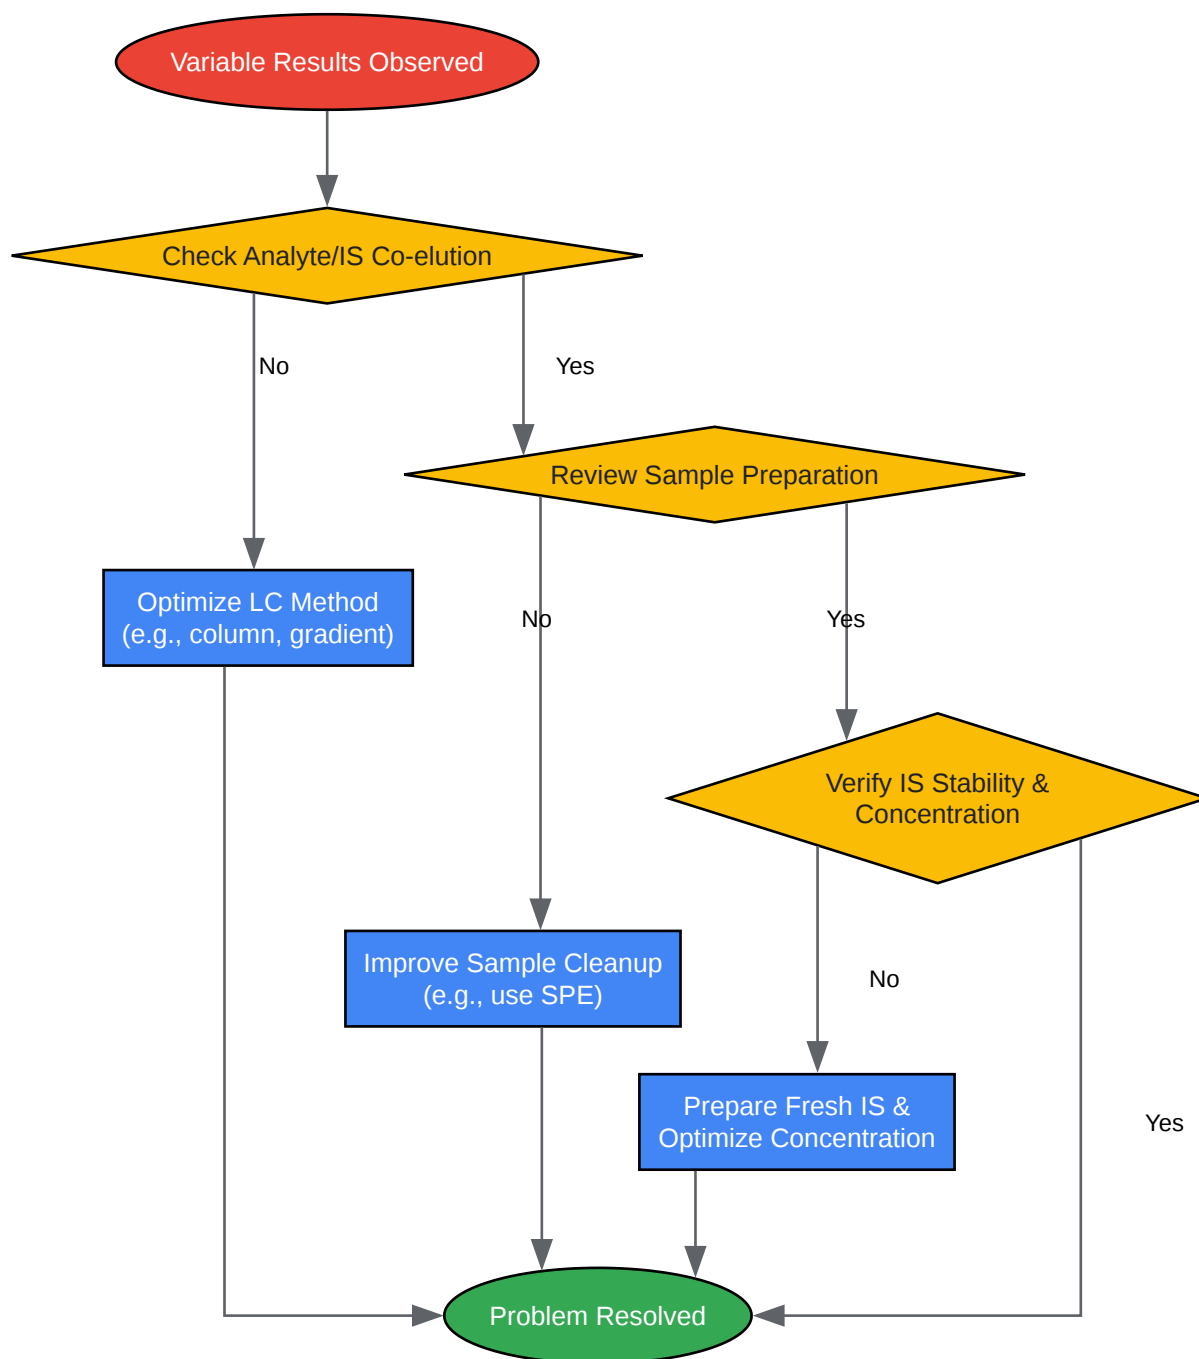 Variable Results Observed
Check Analyte/IS Co-elution
No
Yes
Review Sample Preparation
Optimize LC Method
(e.g., column, gradient)
No
Yes
Verify IS Stability &
Concentration
Improve Sample Cleanup
(e.g., use SPE)
No
Prepare Fresh IS &
Optimize Concentration
Yes
Problem Resolved